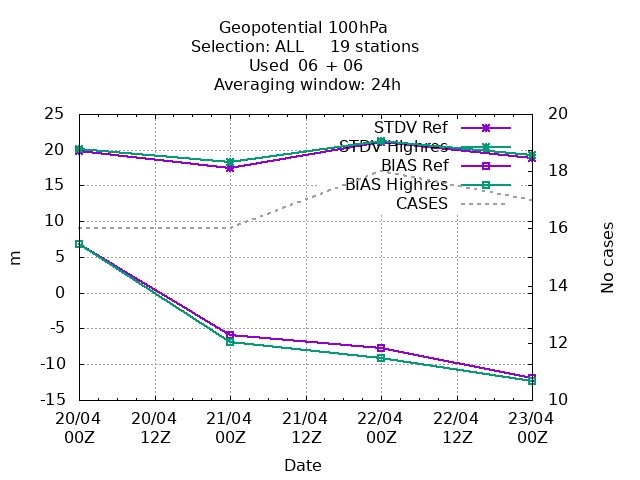 Geopotential 100hPa
Selection: ALL 19 stations
Used 06 + 06
Averaging window: 24h
25 20
STDV Ref
20 STDV Highres
BIAS Ref
18
15 BIAS Highres
CASES
10 16
m
5
No cases
0 14
-5
12
-10
-15 10
20/04 20/04 21/04 21/04 22/04 22/04 23/04
00Z 12Z 00Z 12Z 00Z 12Z 00Z
Date